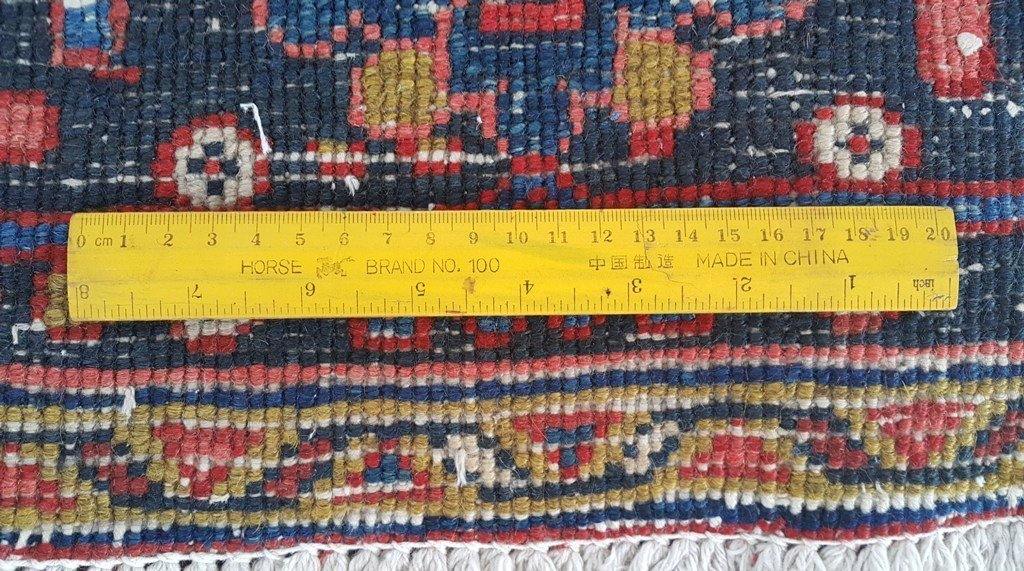 0 cm 1 2 3 4 5 6 7 8 9 10 11 12 13 14 15 16 17 18 19 20
HORSE BRAND NO. 100 中国制造 MADE IN CHINA
8 7 6 5 4 3 2 1 inch